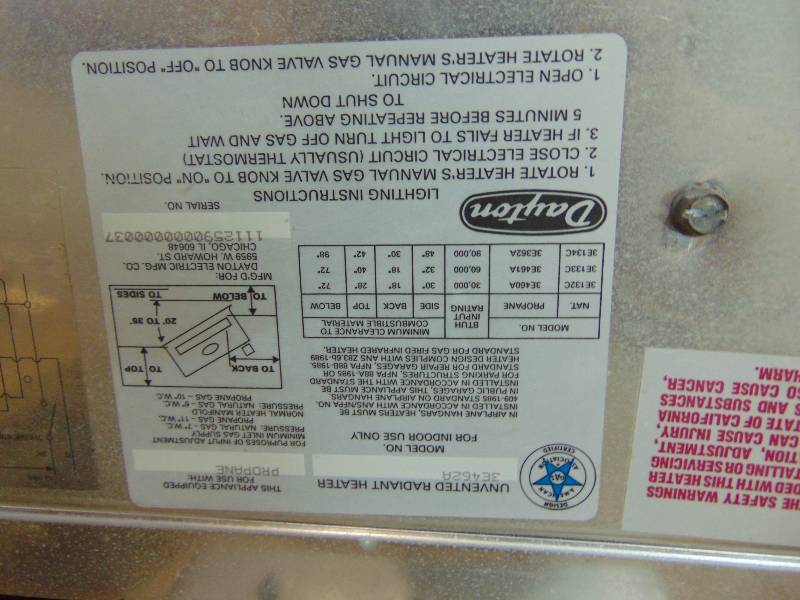 UNVENTED RADIANT HEATER
MODEL NO. 3E462A
FOR INDOOR USE ONLY
AMERICAN GAS ASSOCIATION
DESIGN CERTIFIED
IN AIRPLANE HANGARS, HEATERS MUST BE
INSTALLED IN ACCORDANCE WITH ANSI/NFPA NO.
409-1985 STANDARD ON AIRPLANE HANGARS.
IN PUBLIC GARAGES, THIS APPLIANCE MUST BE
INSTALLED IN ACCORDANCE WITH THE STANDARD
FOR PARKING STRUCTURES, NFPA 88A-1985 OR
STANDARD FOR REPAIR GARAGES, NFPA 88B-1985.
HEATER DESIGN COMPLIES WITH ANS Z83.6b-1989
STANDARD FOR GAS FIRED INFRARED HEATER.
THIS APPLIANCE EQUIPPED
FOR USE WITH:
PROPANE
FOR PURPOSES OF INPUT ADJUSTMENT
MINIMUM INLET GAS SUPPLY
PRESSURE: NATURAL GAS - 7" W.C.
PROPANE GAS - 11" W.C.
NORMAL HEATER MANIFOLD
PRESSURE: NATURAL GAS - 6" W.C.
PROPANE GAS - 10" W.C.
MODEL NO. BTUH INPUT RATING MINIMUM CLEARANCE TO COMBUSTIBLE MATERIAL
NAT. PROPANE SIDE BACK TOP BELOW
3E132C 3E460A 30,000 30" 18" 28" 72"
3E133C 3E461A 60,000 32" 18" 40" 72"
3E134C 3E462A 90,000 48" 30" 42" 98"
TO BACK
TO TOP
20° TO 35°
TO BELOW
TO SIDES
MFG'D FOR:
DAYTON ELECTRIC MFG. CO.
5959 W. HOWARD ST.
CHICAGO, IL 60648
1112590000000037
SERIAL NO.
Dayton
LIGHTING INSTRUCTIONS
1. ROTATE HEATER'S MANUAL GAS VALVE KNOB TO "ON" POSITION.
2. CLOSE ELECTRICAL CIRCUIT (USUALLY THERMOSTAT)
3. IF HEATER FAILS TO LIGHT TURN OFF GAS AND WAIT
5 MINUTES BEFORE REPEATING ABOVE.
TO SHUT DOWN
1. OPEN ELECTRICAL CIRCUIT.
2. ROTATE HEATER'S MANUAL GAS VALVE KNOB TO "OFF" POSITION.
THE SAFETY WARNINGS
DED WITH THIS HEATER
TALLING OR SERVICING
ATION, ADJUSTMENT,
CAN CAUSE INJURY,
TATE OF CALIFORNIA
S AND SUBSTANCES
SO CAUSE CANCER,
HARM.